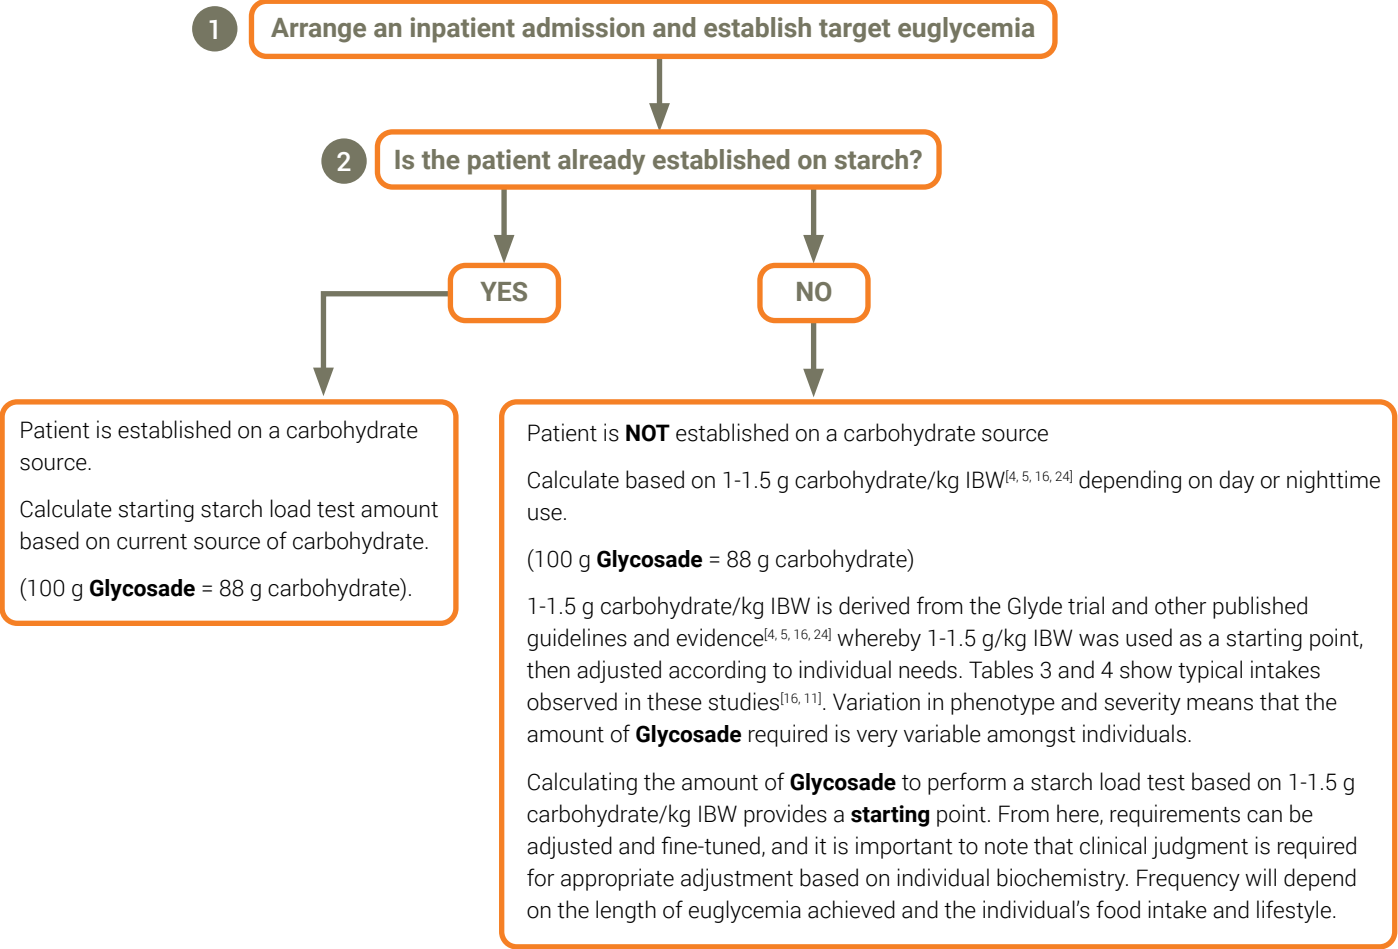 1
Arrange an inpatient admission and establish target euglycemia
2
Is the patient already established on starch?
YES
NO
Patient is established on a carbohydrate
source.
Calculate starting starch load test amount
based on current source of carbohydrate.
(100 g Glycosade = 88 g carbohydrate).
Patient is NOT established on a carbohydrate source
Calculate based on 1-1.5 g carbohydrate/kg IBW[4, 5, 16, 24] depending on day or nighttime
use.
(100 g Glycosade = 88 g carbohydrate)
1-1.5 g carbohydrate/kg IBW is derived from the Glyde trial and other published
guidelines and evidence[4, 5, 16, 24] whereby 1-1.5 g/kg IBW was used as a starting point,
then adjusted according to individual needs. Tables 3 and 4 show typical intakes
observed in these studies[16, 11]. Variation in phenotype and severity means that the
amount of Glycosade required is very variable amongst individuals.
Calculating the amount of Glycosade to perform a starch load test based on 1-1.5 g
carbohydrate/kg IBW provides a starting point. From here, requirements can be
adjusted and fine-tuned, and it is important to note that clinical judgment is required
for appropriate adjustment based on individual biochemistry. Frequency will depend
on the length of euglycemia achieved and the individual's food intake and lifestyle.